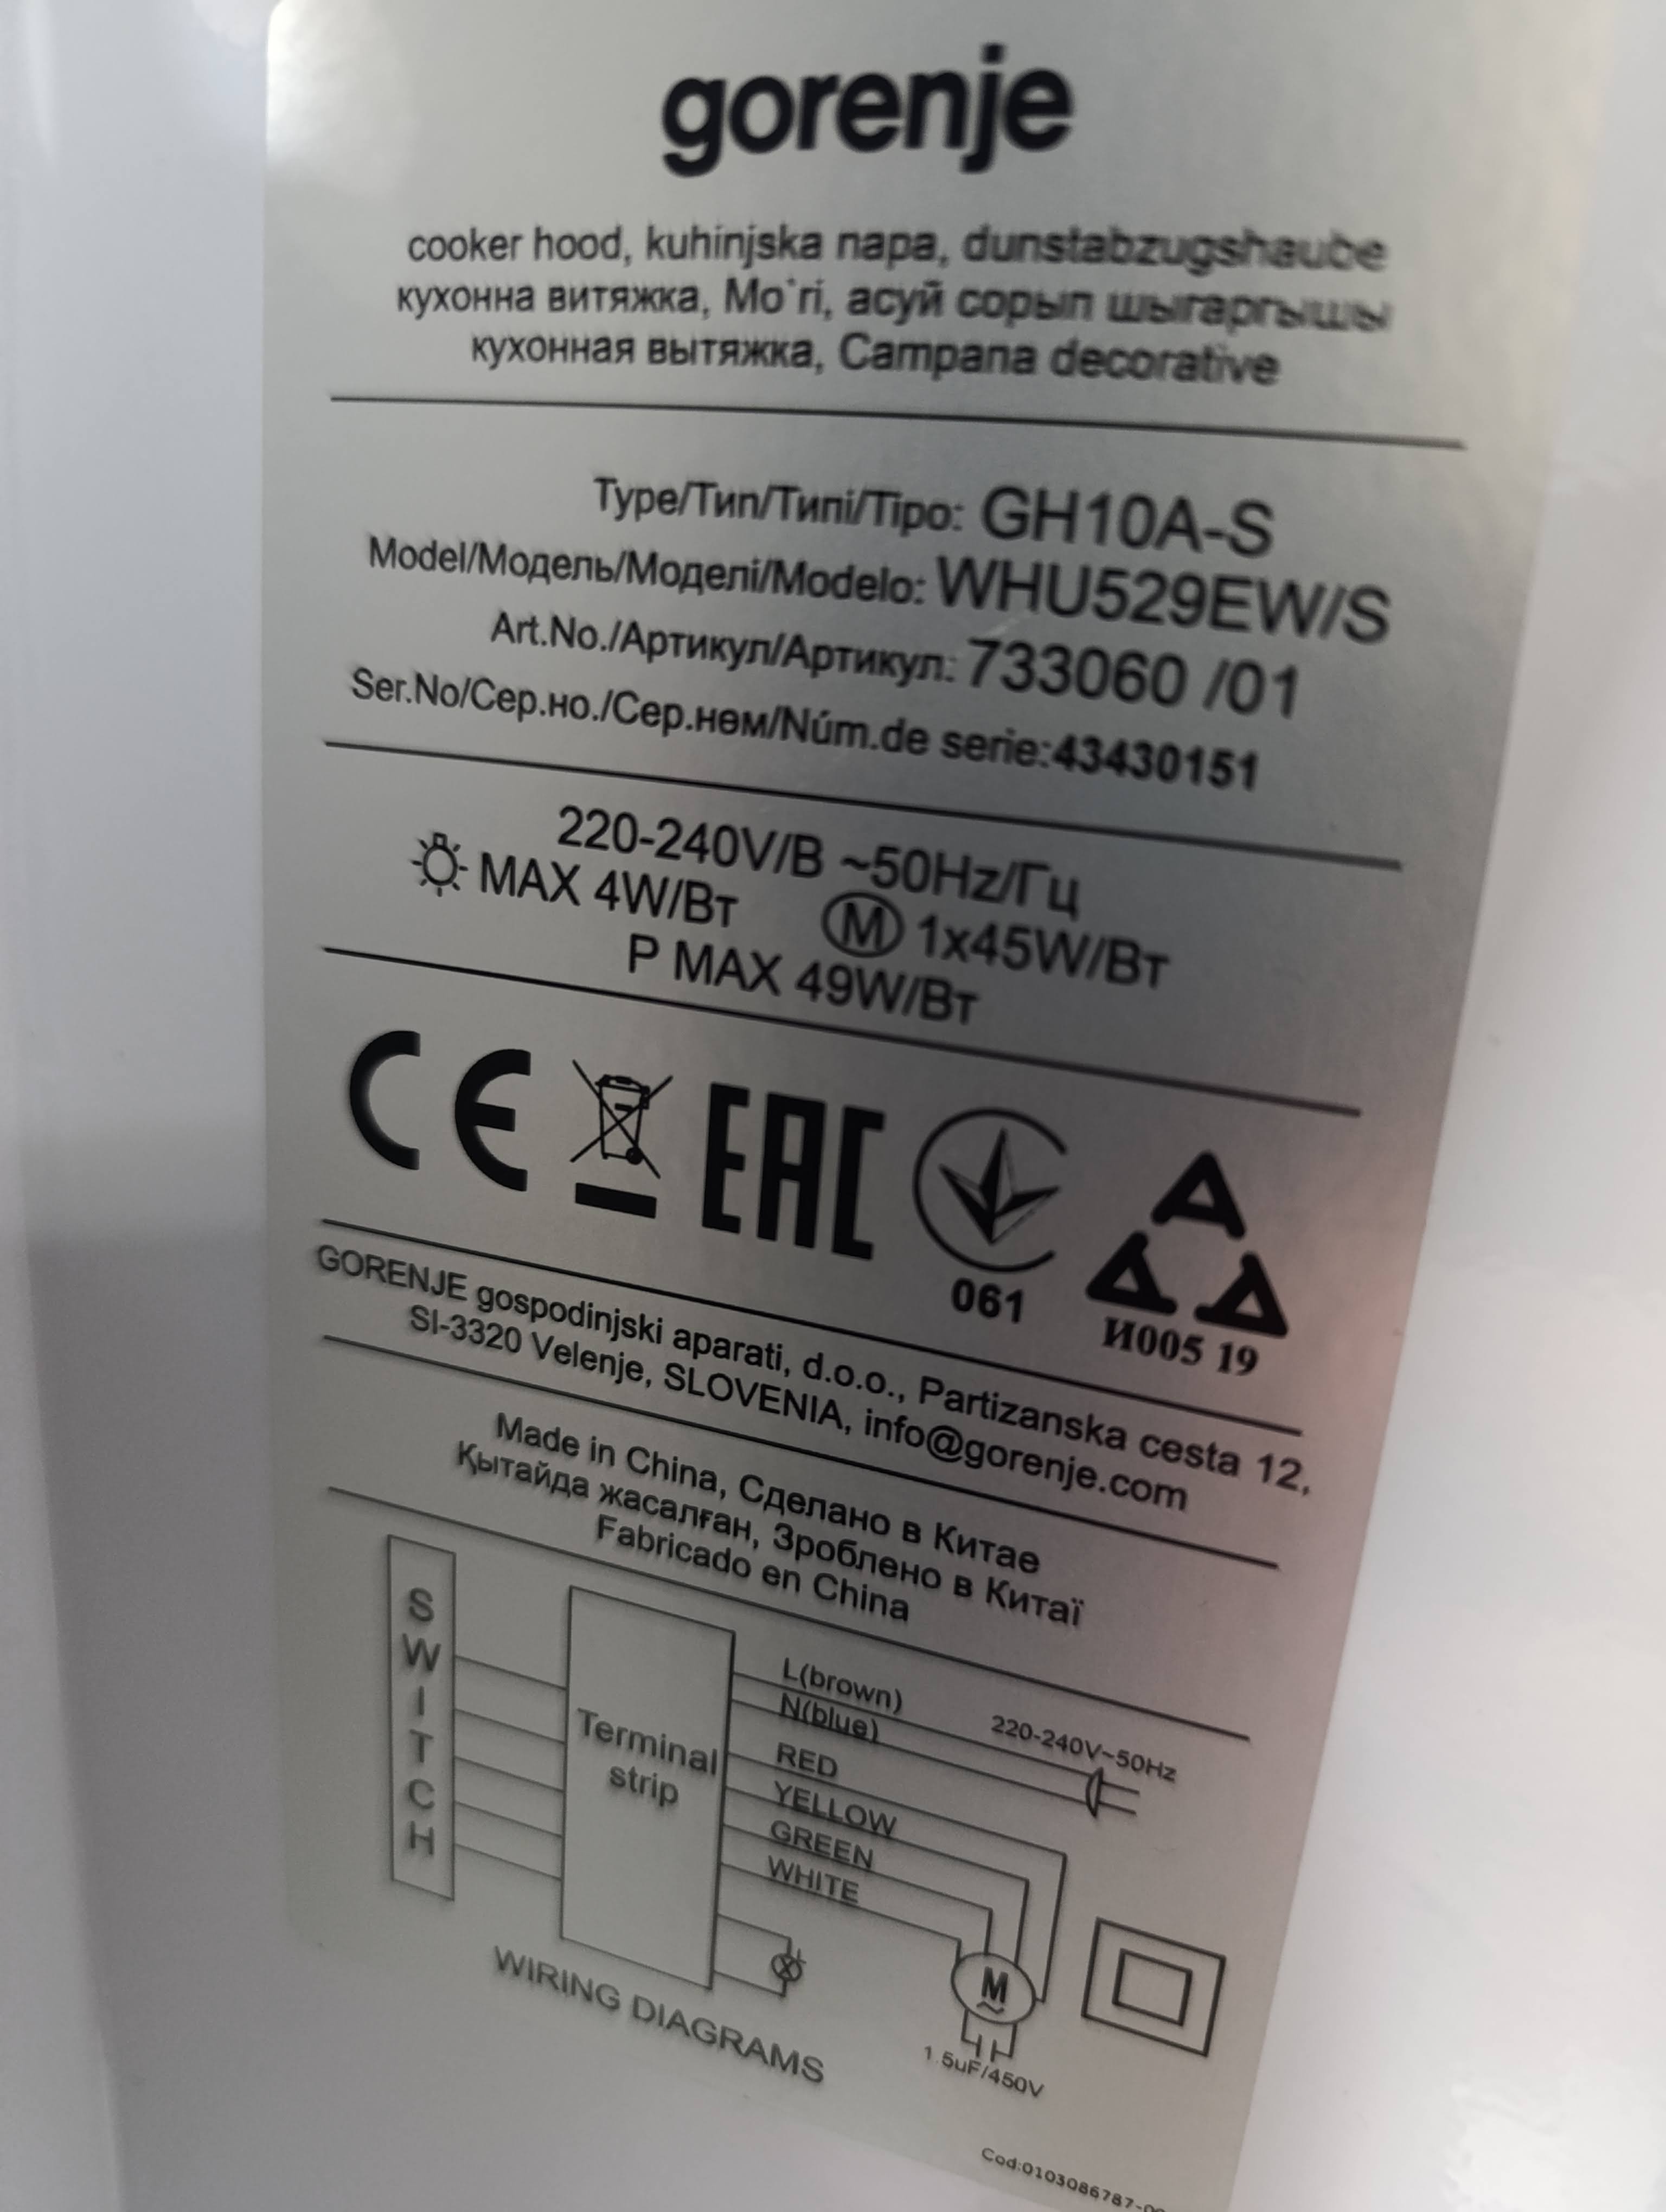 gorenje
cooker hood, kuhinjska napa, dunstabzugshaube
кухонна витяжка, Mo`ri, асуй сорып шыгаргышы
кухонная вытяжка, Campana decorative
Type/Тип/Типі/Tipo: GH10A-S
Model/Модель/Моделі/Modelo: WHU529EW/S
Art.No./Артикул/Артикул: 733060 /01
Ser.No/Сер.но./Сер.нөм/Núm.de serie:43430151
220-240V/В ~50Hz/Гц
MAX 4W/Вт M 1x45W/Вт
P MAX 49W/Вт
CE EAC
061
И005 19
GORENJE gospodinjski aparati, d.o.o., Partizanska cesta 12,
SI-3320 Velenje, SLOVENIA, info@gorenje.com
Made in China, Сделано в Китае
Қытайда жасалған, Зроблено в Китаї
Fabricado en China
SWITCH
Terminal
strip
L(brown)
N(blue)
220-240V~50Hz
RED
YELLOW
GREEN
WHITE
M
1.5uF/450V
WIRING DIAGRAMS